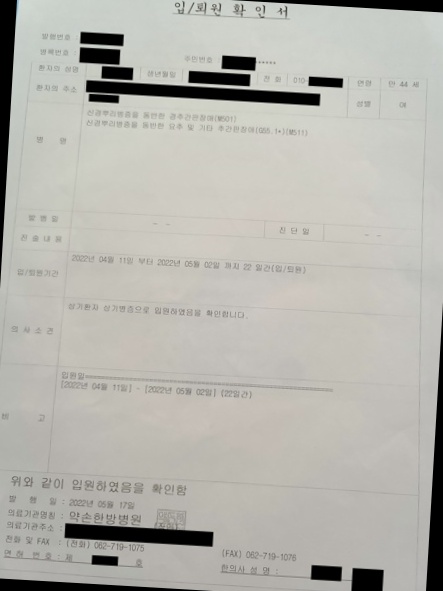 입/퇴원 확인서
발행번호 :
병록번호 : 주민번호 : ******
환자의 성명 생년월일 전 화 010- 연령 만 44 세
환자의 주소 성별 여
병 명
신경뿌리병증을 동반한 경추간판장애(M501)
신경뿌리병증을 동반한 요추 및 기타 추간판장애(G55.1*)(M511)
발 병 일 - - 진 단 일 - -
진 술 내 용
입/퇴원기간 2022년 04월 11일 부터 2022년 05월 02일 까지 22 일간(입/퇴원)
의 사 소 견 상기환자 상기병증으로 입원하였음을 확인합니다.
비 고
입원일==========
[2022년 04월 11일] - [2022년 05월 02일] (22일간)
위와 같이 입원하였음을 확인함
발 행 일 : 2022년 05월 17일
의료기관명칭 : 약손한방병원
의료기관주소 :
전화 및 FAX : (전화) 062-719-1075 (FAX) 062-719-1076
면허 번호 : 제 호 한의사 성 명 :